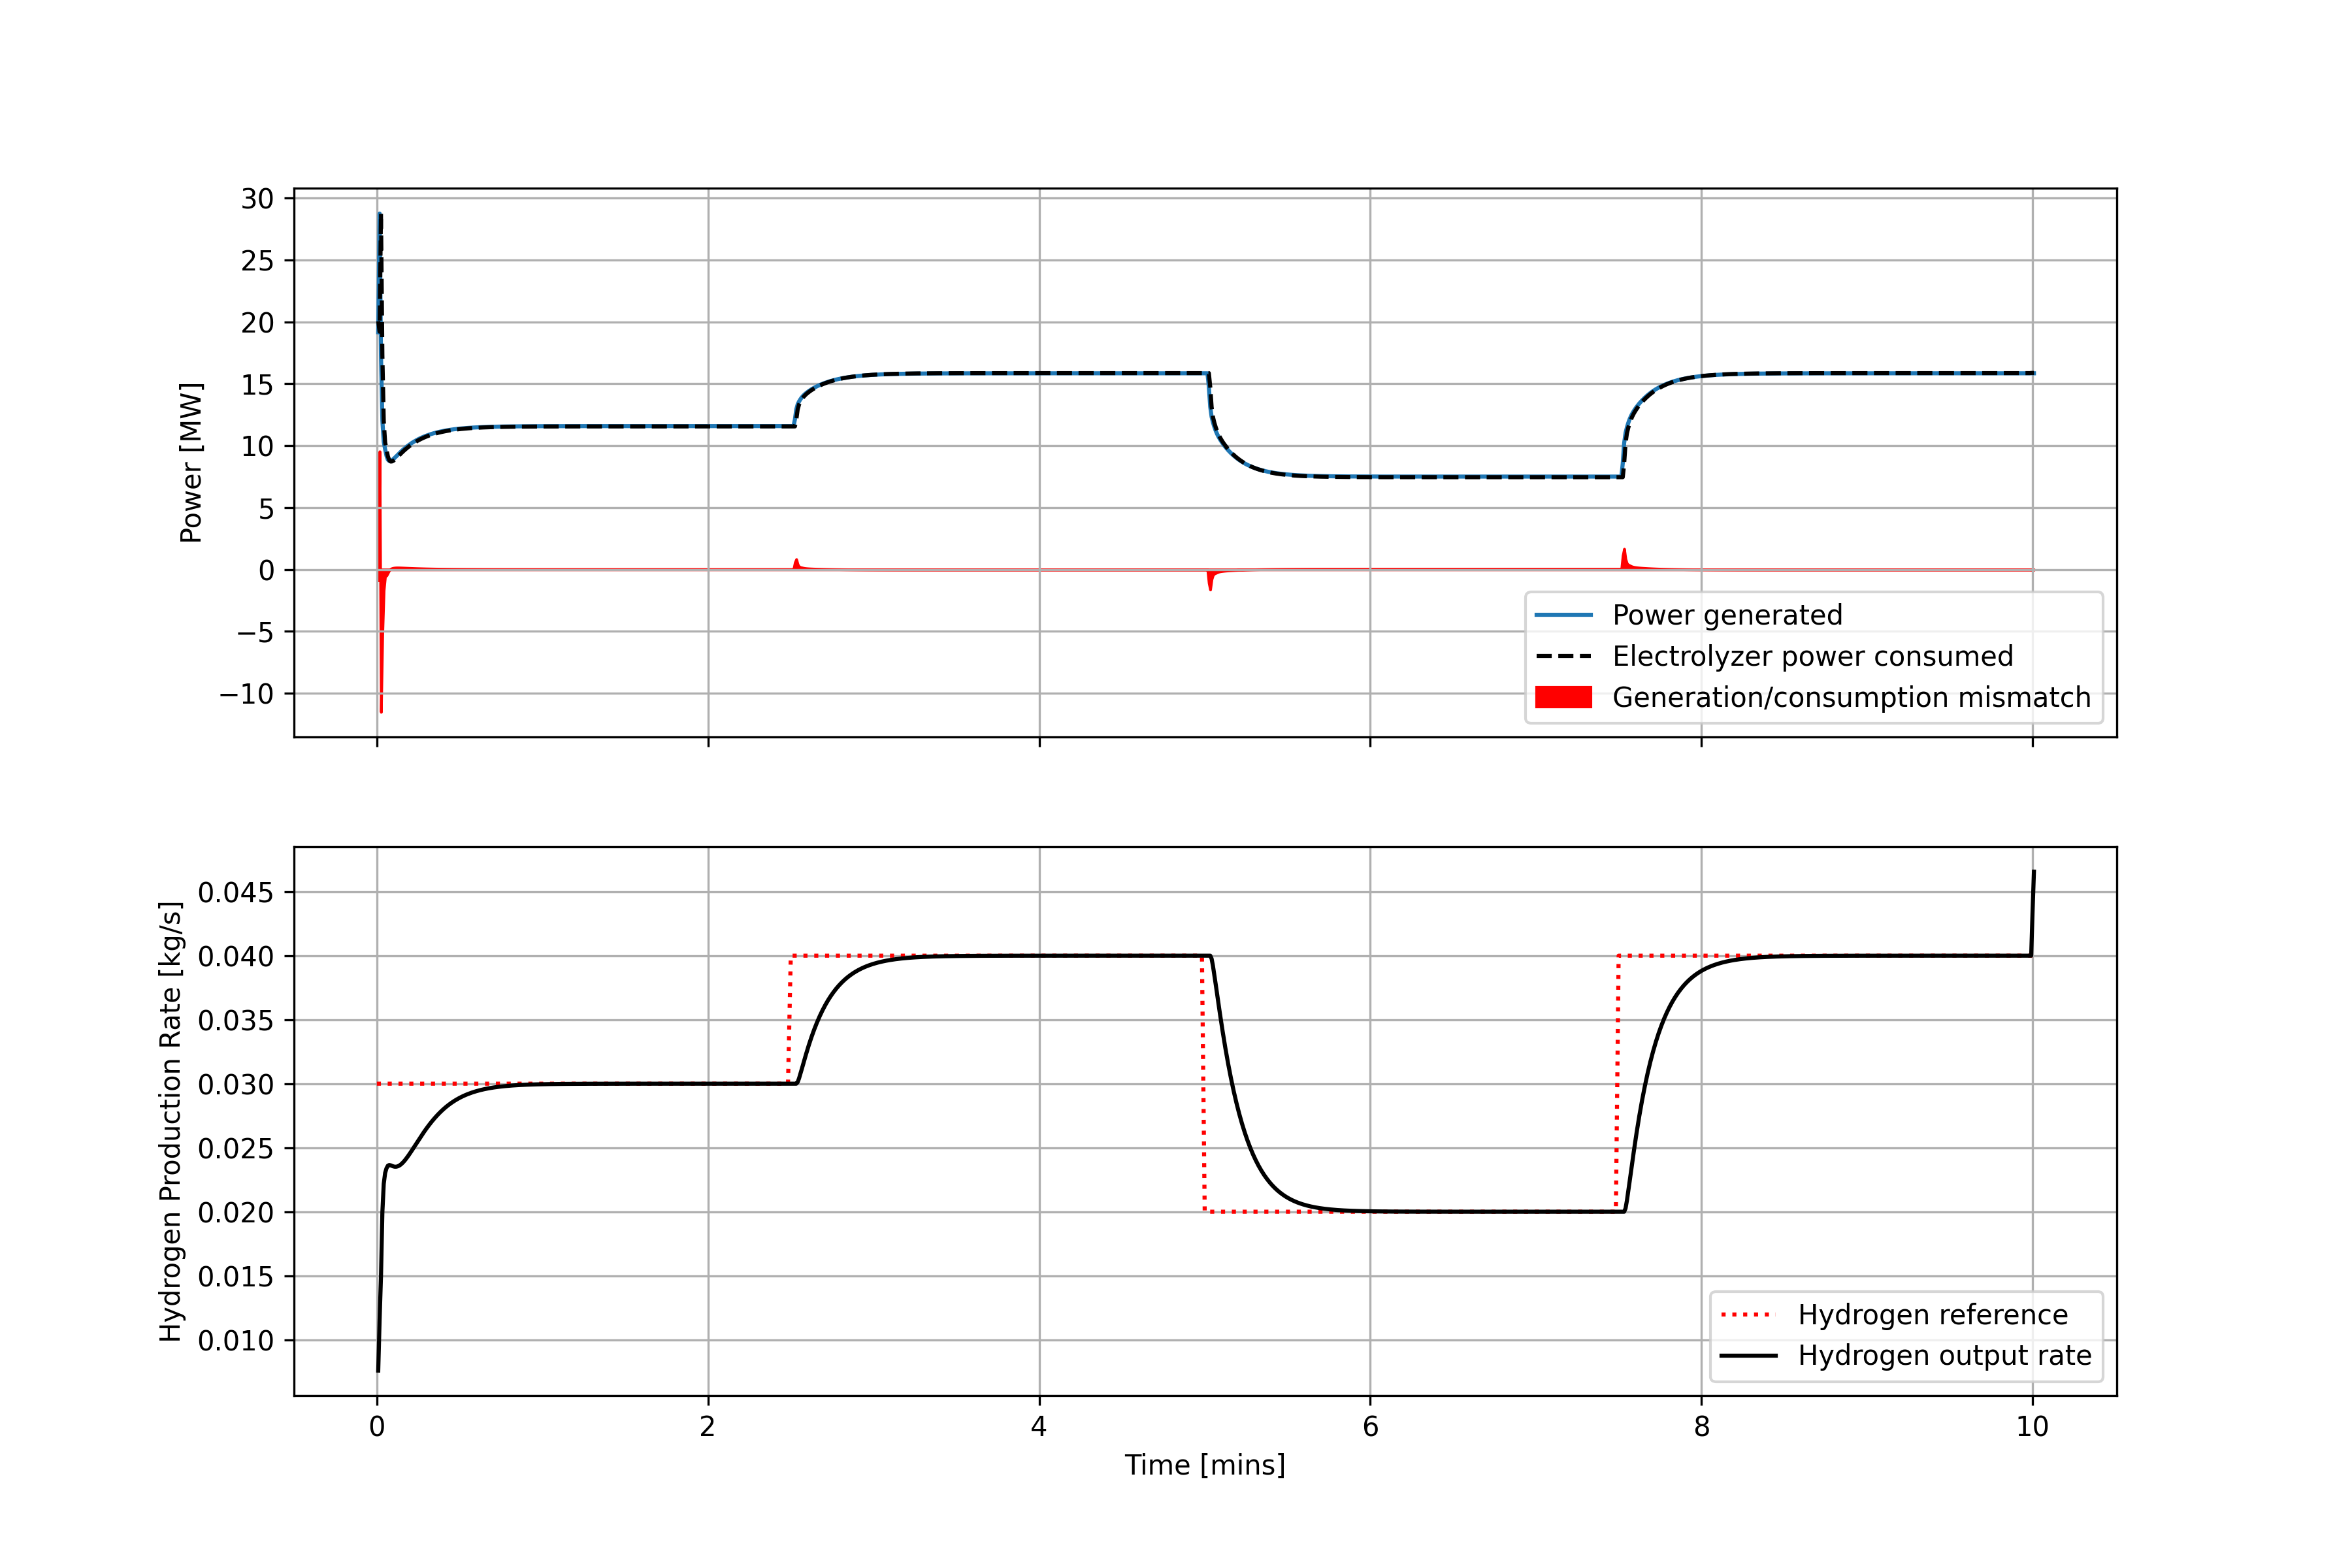 30
25
20
15
10
5
0
−5
−10
Power [MW]
Power generated
Electrolyzer power consumed
Generation/consumption mismatch
0.045
0.040
0.035
0.030
0.025
0.020
0.015
0.010
Hydrogen Production Rate [kg/s]
Hydrogen reference
Hydrogen output rate
0 2 4 6 8 10
Time [mins]